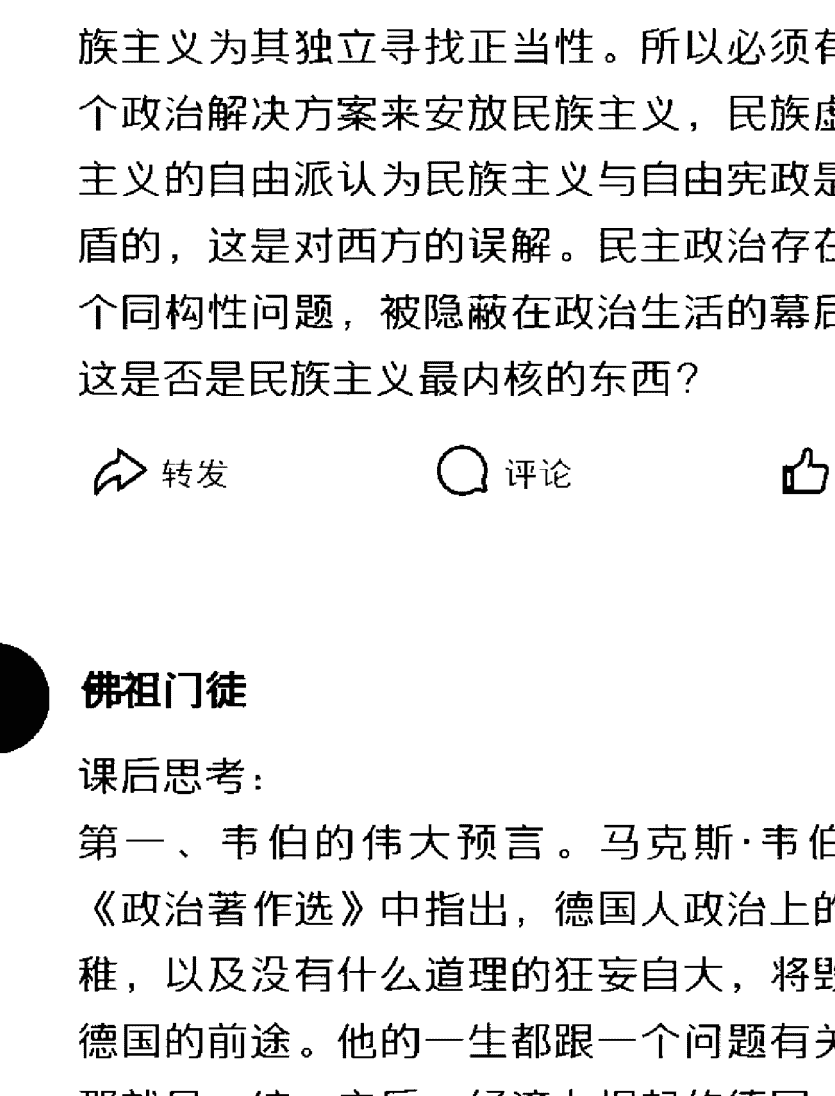 族主义为其独立寻找正当性。所以必须有
个政治解决方案来安放民族主义，民族虚
主义的自由派认为民族主义与自由宪政是
盾的，这是对西方的误解。民主政治存在
个同构性问题，被隐蔽在政治生活的幕后
这是否是民族主义最内核的东西？
转发 评论
佛祖门徒
课后思考：
第一、韦伯的伟大预言。马克斯·韦伯
《政治著作选》中指出，德国人政治上的
稚，以及没有什么道理的狂妄自大，将毁
德国的前途。他的一生都跟一个问题有关